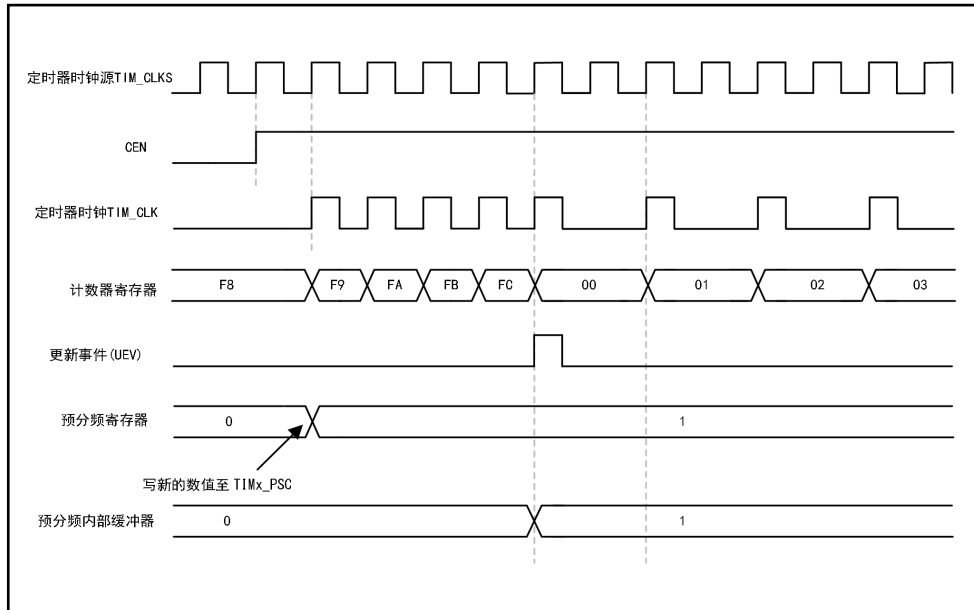 定时器时钟源TIM_CLKS
CEN
定时器时钟TIM_CLK
计数器寄存器 F8 F9 FA FB FC 00 01 02 03
更新事件(UEV)
预分频寄存器 0 1
写新的数值至 TIMx_PSC
预分频内部缓冲器 0 1